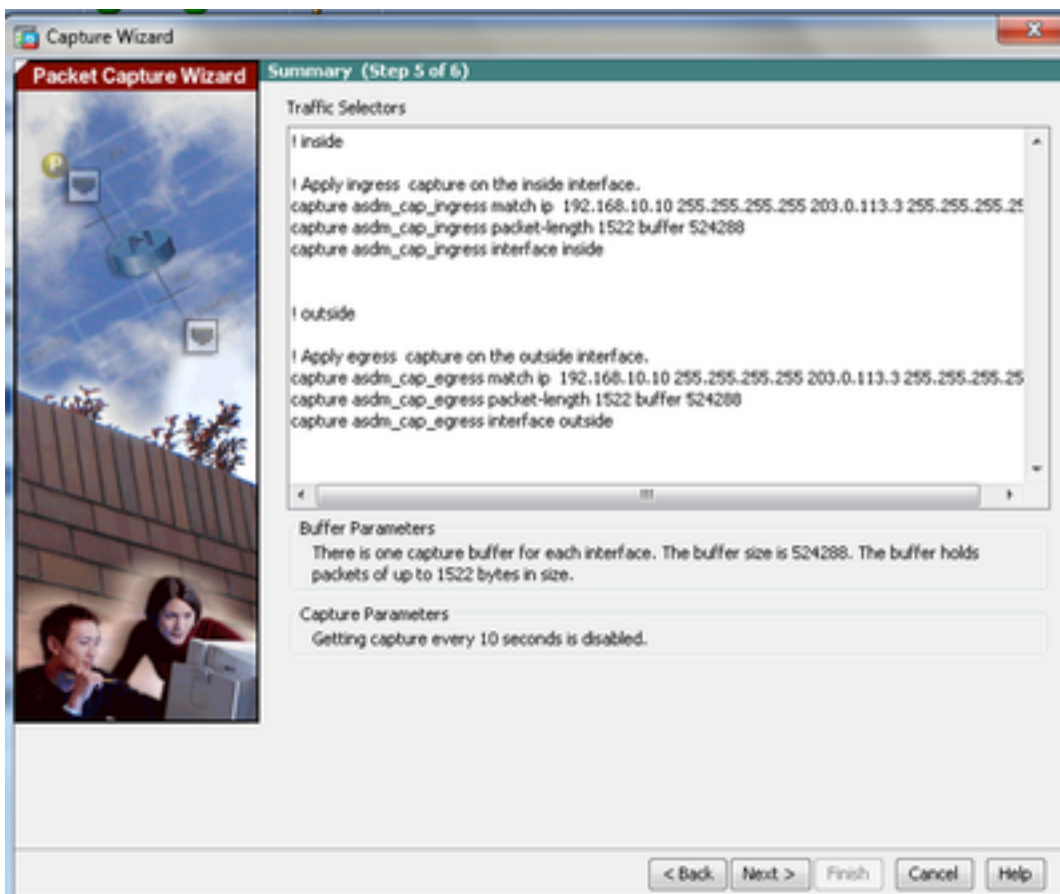 Capture Wizard
Packet Capture Wizard
Summary (Step 5 of 6)
Traffic Selectors
! inside
! Apply ingress capture on the inside interface.
capture asdm_cap_ingress match ip 192.168.10.10 255.255.255.255 203.0.113.3 255.255.255.25
capture asdm_cap_ingress packet-length 1522 buffer 524288
capture asdm_cap_ingress interface inside
! outside
! Apply egress capture on the outside interface.
capture asdm_cap_egress match ip 192.168.10.10 255.255.255.255 203.0.113.3 255.255.255.25
capture asdm_cap_egress packet-length 1522 buffer 524288
capture asdm_cap_egress interface outside
Buffer Parameters
There is one capture buffer for each interface. The buffer size is 524288. The buffer holds
packets of up to 1522 bytes in size.
Capture Parameters
Getting capture every 10 seconds is disabled.
< Back
Next >
Finish
Cancel
Help